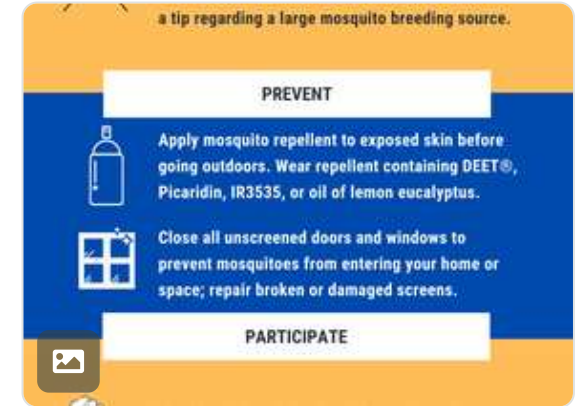 a tip regarding a large mosquito breeding source.
PREVENT
Apply mosquito repellent to exposed skin before
going outdoors. Wear repellent containing DEET®,
Picaridin, IR3535, or oil of lemon eucalyptus.
Close all unscreened doors and windows to
prevent mosquitoes from entering your home or
space; repair broken or damaged screens.
PARTICIPATE